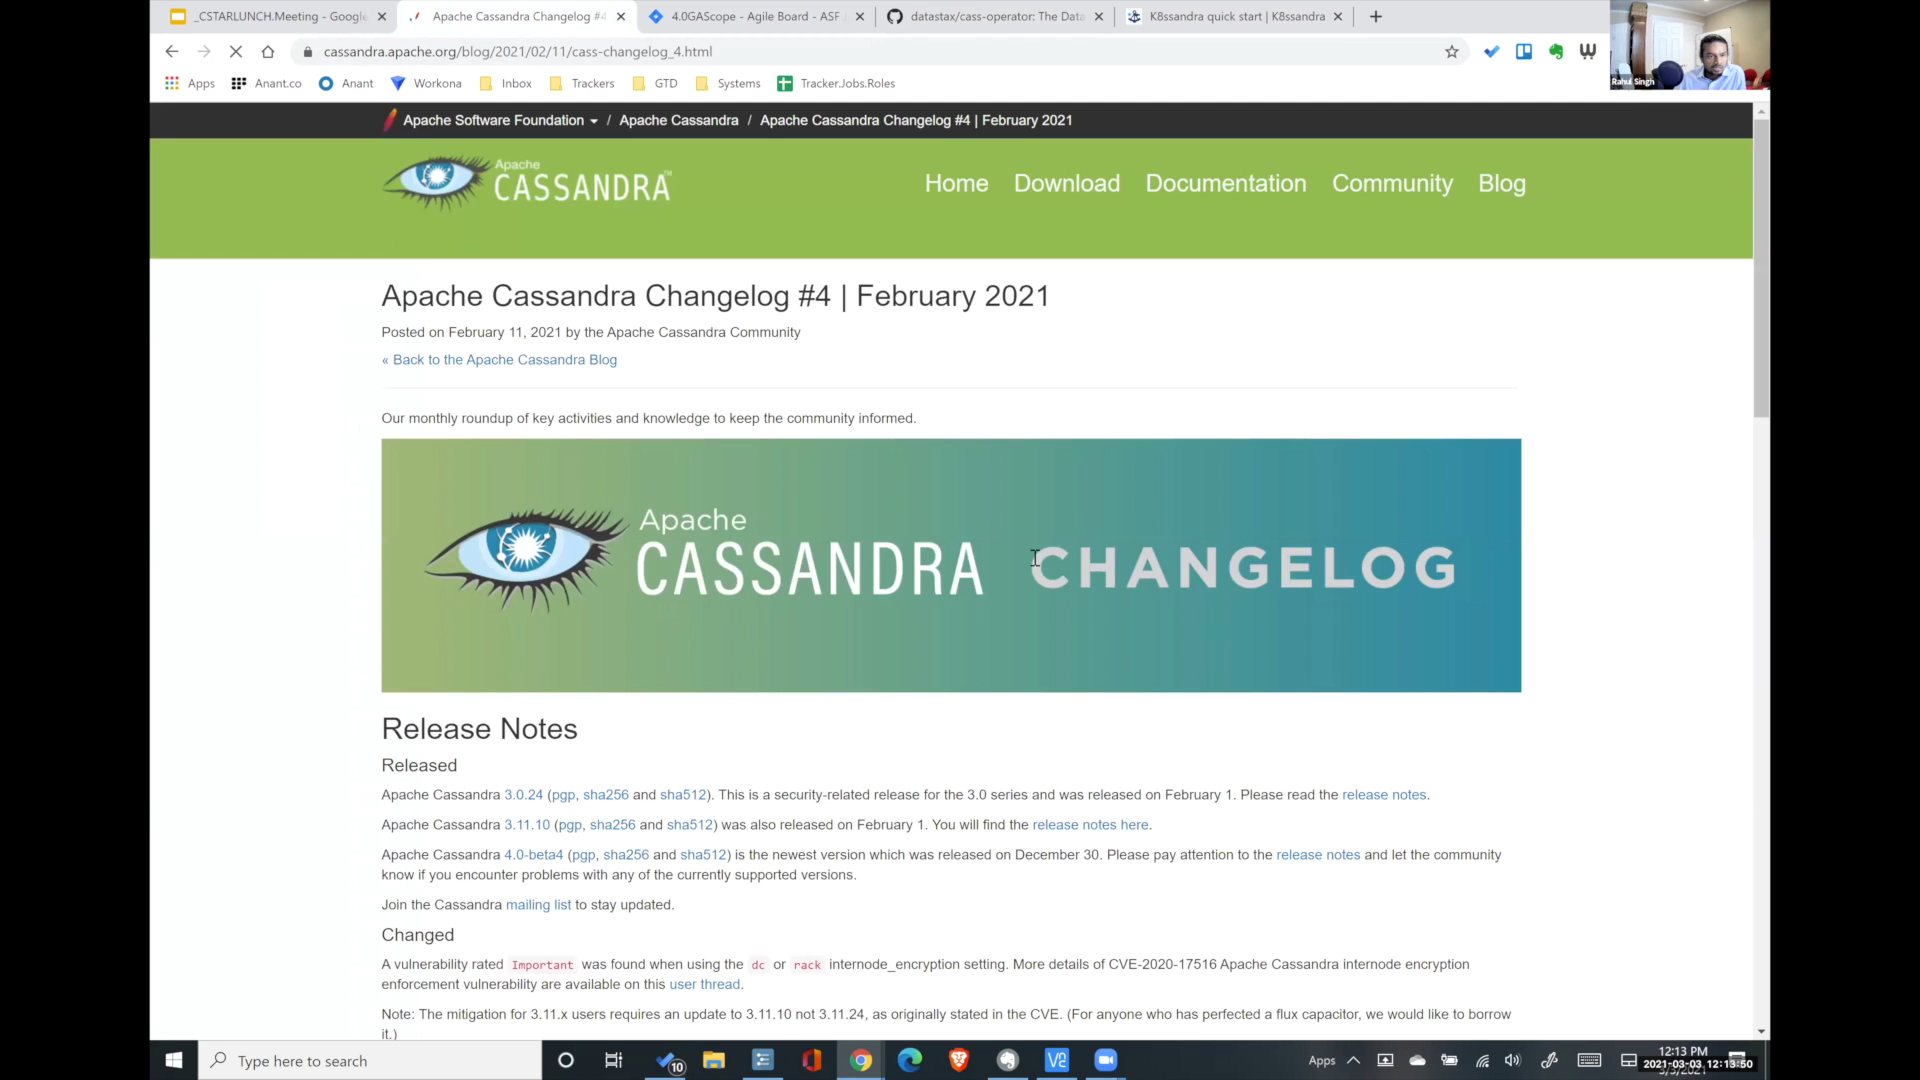 _CSTARLUNCH.Meeting - Google
Apache Cassandra Changelog #4
4.0GAScope - Agile Board - ASF
datastax/cass-operator: The Data
K8ssandra quick start | K8ssandra
cassandra.apache.org/blog/2021/02/11/cass-changelog_4.html
Rahul Singh
Apps
Anant.co
Anant
Workona
Inbox
Trackers
GTD
Systems
Tracker.Jobs.Roles
Apache Software Foundation / Apache Cassandra / Apache Cassandra Changelog #4 | February 2021
Apache
CASSANDRA™
Home Download Documentation Community Blog
Apache Cassandra Changelog #4 | February 2021
Posted on February 11, 2021 by the Apache Cassandra Community
« Back to the Apache Cassandra Blog
Our monthly roundup of key activities and knowledge to keep the community informed.
Apache
CASSANDRA CHANGELOG
Release Notes
Released
Apache Cassandra 3.0.24 (pgp, sha256 and sha512). This is a security-related release for the 3.0 series and was released on February 1. Please read the release notes.
Apache Cassandra 3.11.10 (pgp, sha256 and sha512) was also released on February 1. You will find the release notes here.
Apache Cassandra 4.0-beta4 (pgp, sha256 and sha512) is the newest version which was released on December 30. Please pay attention to the release notes and let the community
know if you encounter problems with any of the currently supported versions.
Join the Cassandra mailing list to stay updated.
Changed
A vulnerability rated Important was found when using the dc or rack internode_encryption setting. More details of CVE-2020-17516 Apache Cassandra internode encryption
enforcement vulnerability are available on this user thread.
Note: The mitigation for 3.11.x users requires an update to 3.11.10 not 3.11.24, as originally stated in the CVE. (For anyone who has perfected a flux capacitor, we would like to borrow
it.)
Type here to search
10
Apps
12:13 PM
2021-03-03 12:13:50